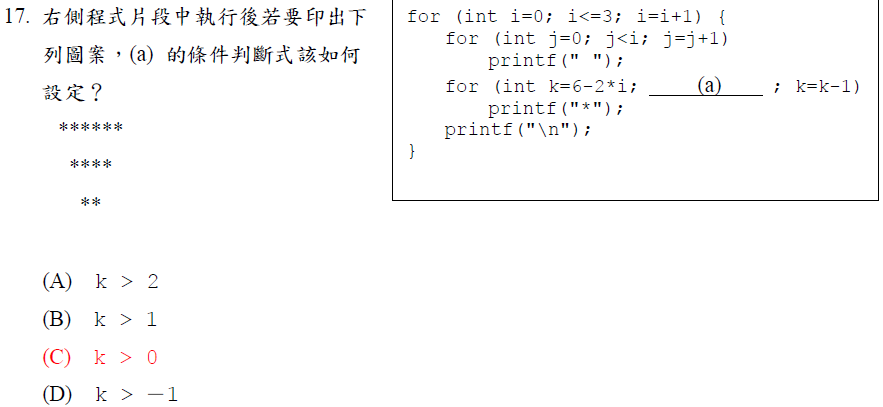 17. 右側程式片段中執行後若要印出下
列圖案，(a) 的條件判斷式該如何
設定？
******
****
**
for (int i=0; i<=3; i=i+1) {
for (int j=0; j<i; j=j+1)
printf(" ");
for (int k=6-2*i; (a) ; k=k-1)
printf("*");
printf("\n");
}
(A) k > 2
(B) k > 1
(C) k > 0
(D) k > －1